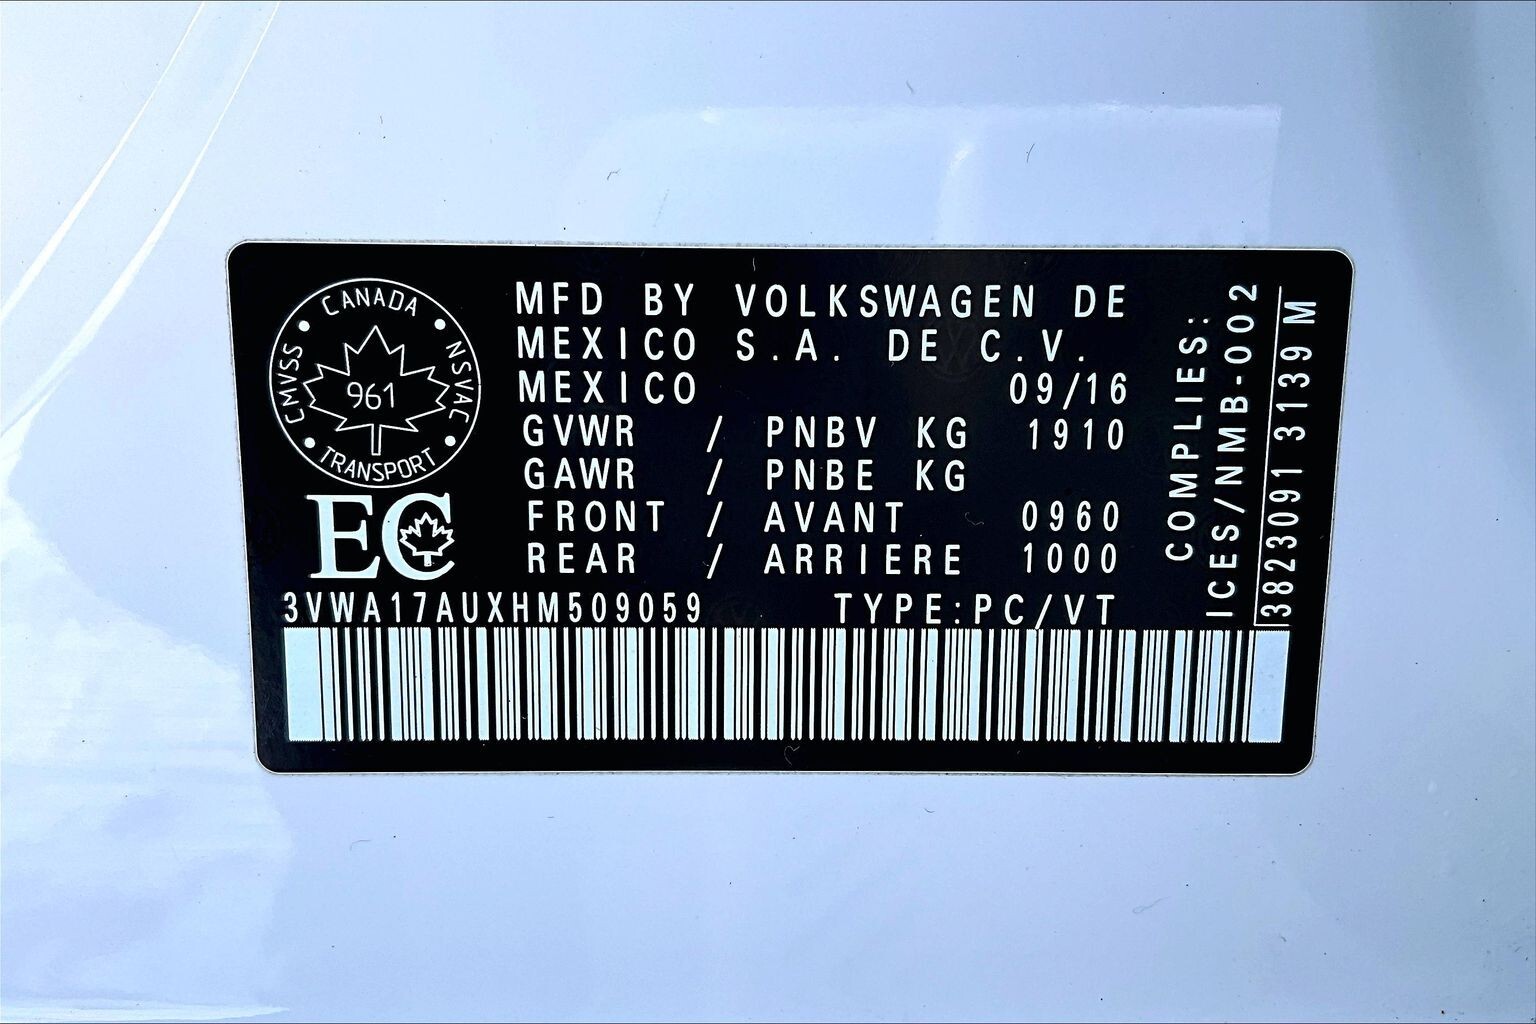 CANADA
CMVSS
NSVAC
961
TRANSPORT
EC
MFD BY VOLKSWAGEN DE
MEXICO S.A. DE C.V.
MEXICO 09/16
GVWR / PNBV KG 1910
GAWR / PNBE KG
FRONT / AVANT 0960
REAR / ARRIERE 1000
3VWA17AUXHM509059 TYPE:PC/VT
COMPLIES:
ICES/NMB-002
3823091 3139 M